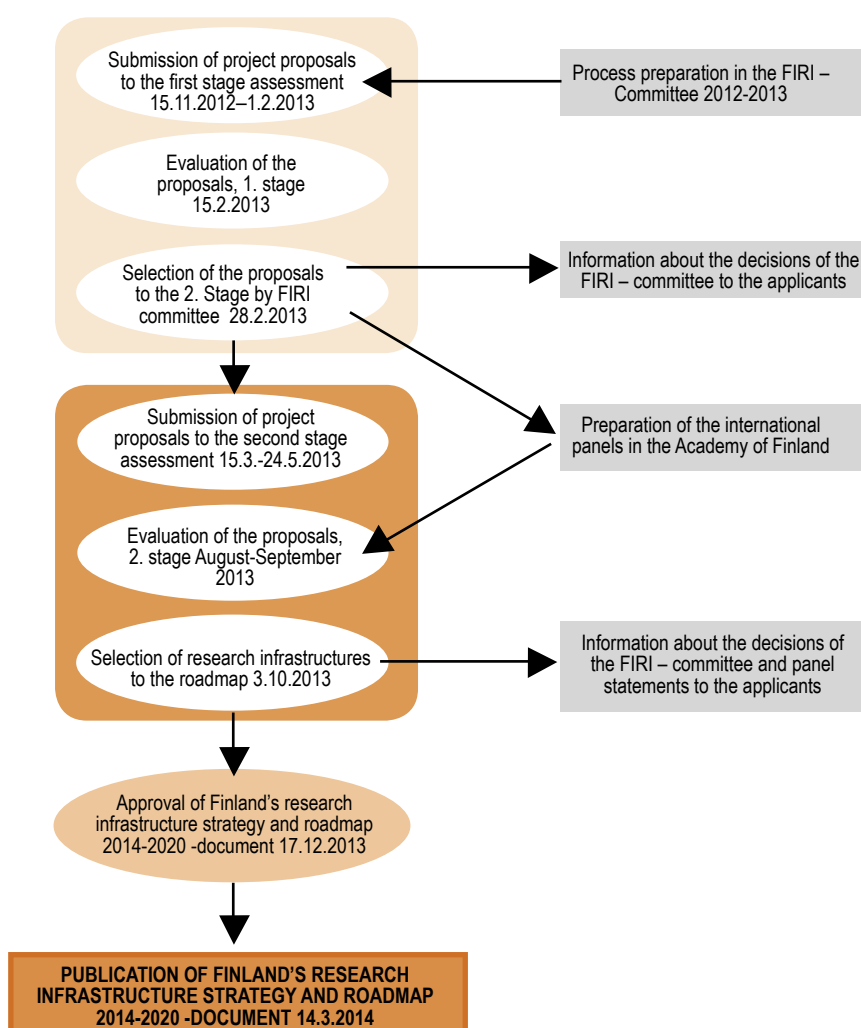 Submission of project proposals
to the first stage assessment
15.11.2012–1.2.2013
Process preparation in the FIRI –
Committee 2012-2013
Evaluation of the
proposals, 1. stage
15.2.2013
Selection of the proposals
to the 2. Stage by FIRI
committee 28.2.2013
Information about the decisions of the
FIRI – committee to the applicants
Submission of project
proposals to the second stage
assessment 15.3.-24.5.2013
Preparation of the international
panels in the Academy of Finland
Evaluation of the proposals,
2. stage August-September
2013
Selection of research infrastructures
to the roadmap 3.10.2013
Information about the decisions of
the FIRI – committee and panel
statements to the applicants
Approval of Finland’s research
infrastructure strategy and roadmap
2014-2020 -document 17.12.2013
PUBLICATION OF FINLAND’S RESEARCH
INFRASTRUCTURE STRATEGY AND ROADMAP
2014-2020 -DOCUMENT 14.3.2014